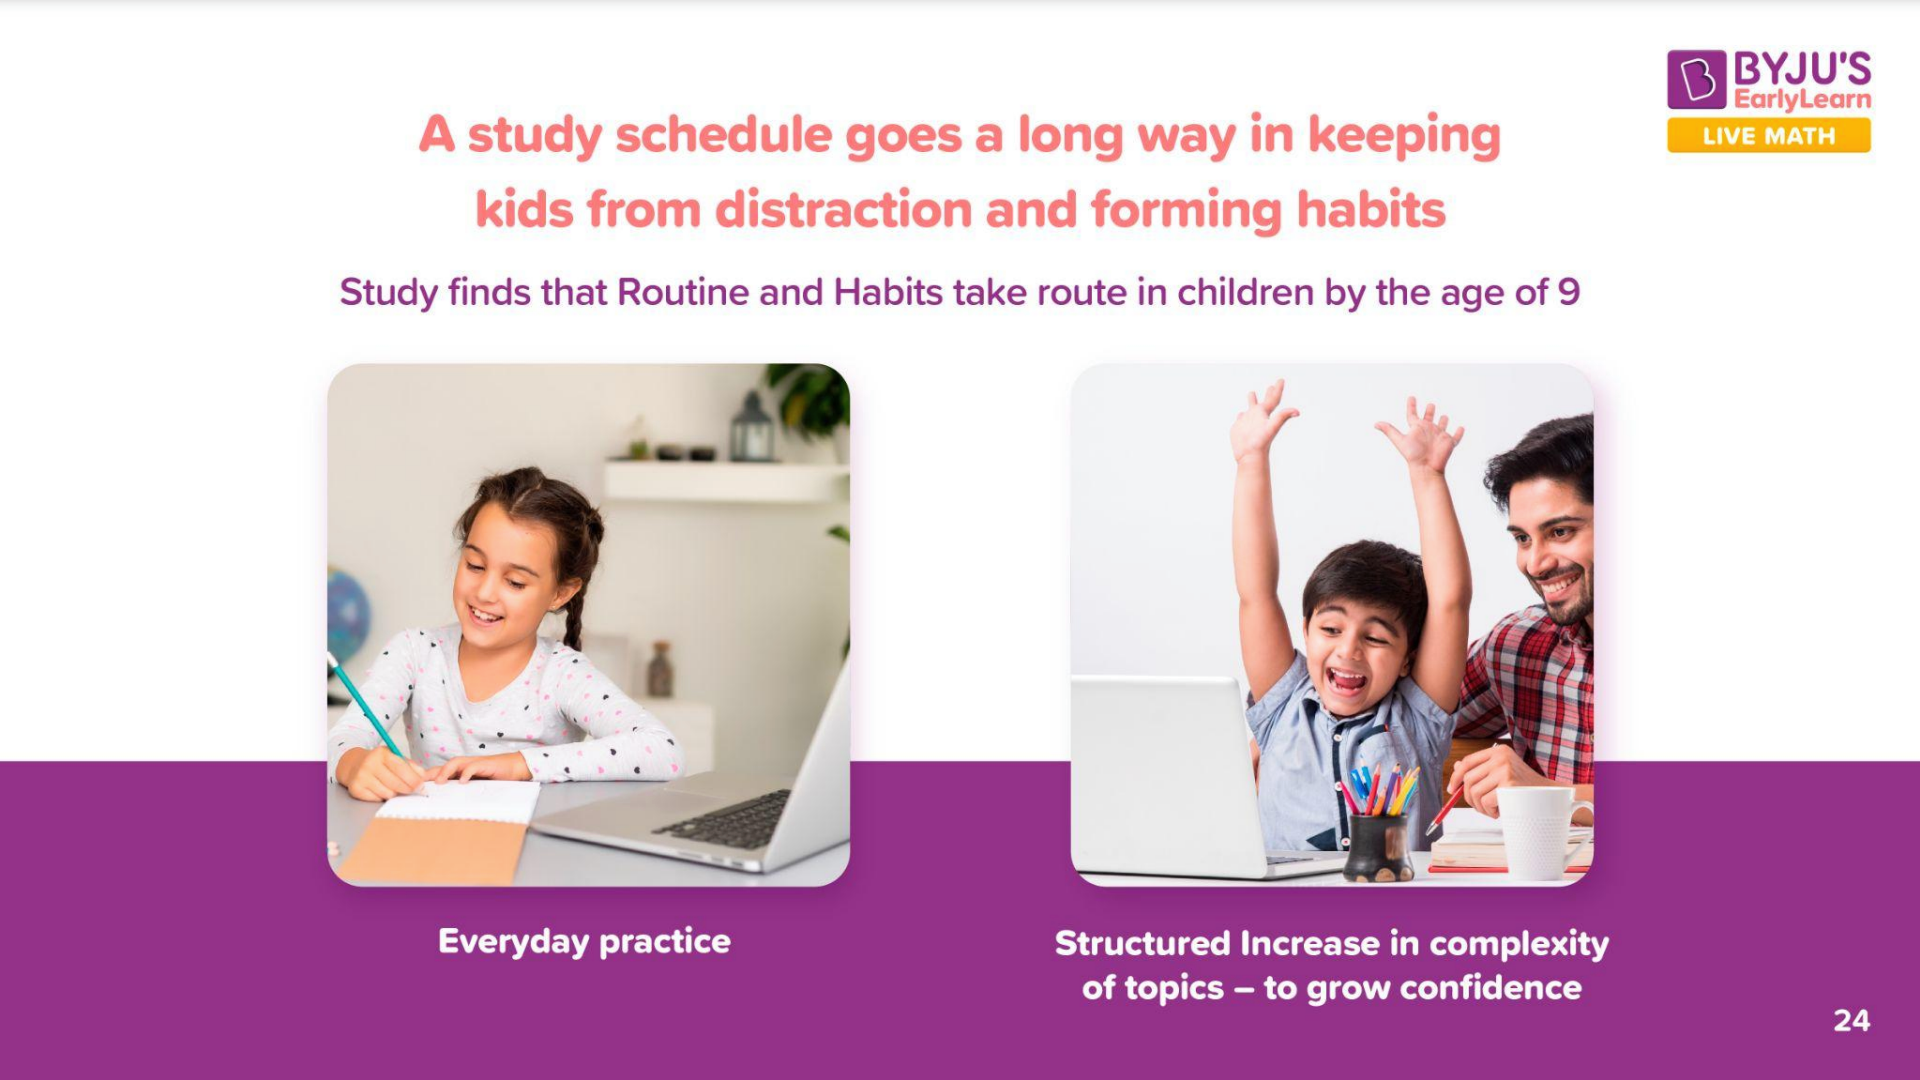 BYJU'S
EarlyLearn
LIVE MATH
A study schedule goes a long way in keeping
kids from distraction and forming habits
Study finds that Routine and Habits take route in children by the age of 9
Everyday practice
Structured Increase in complexity
of topics – to grow confidence
24